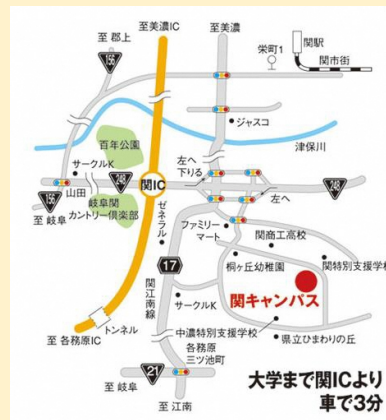 至美濃IC
至美濃
関駅
至郡上
栄町1
156
関市街
ジャスコ
津保川
百年公園
サークルK
左へ
下りる
248
関IC
248
山田
156
岐阜関
カントリー倶楽部
左へ
至岐阜
ゼネラル
ファミリー
マート
関商工高校
17
桐ヶ丘幼稚園
関特別支援学校
関江南線
関キャンパス
サークルK
トンネル
中濃特別支援学校
至各務原IC
県立ひまわりの丘
各務原
三ツ池町
21
至岐阜
大学まで関ICより
車で3分
至江南